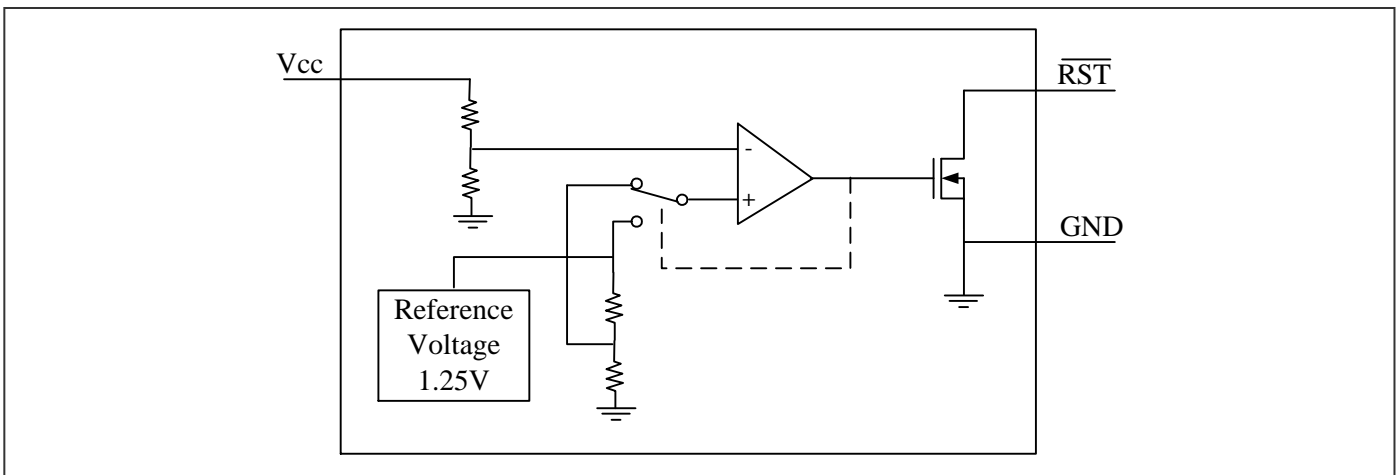 Vcc
RST
-
+
GND
Reference
Voltage
1.25V